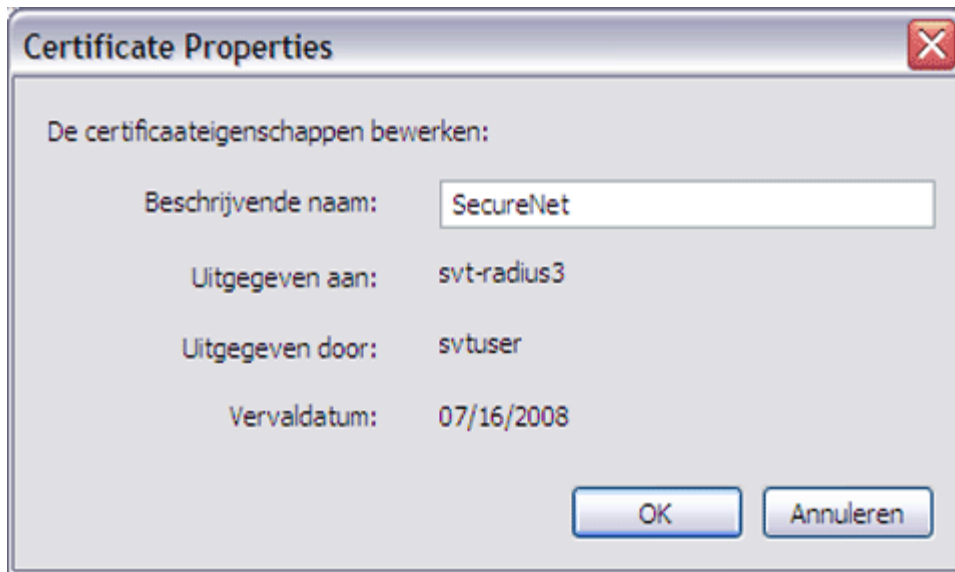 Certificate Properties
De certificaateigenschappen bewerken:
Beschrijvende naam: SecureNet
Uitgegeven aan: svt-radius3
Uitgegeven door: svtuser
Vervaldatum: 07/16/2008
OK Annuleren